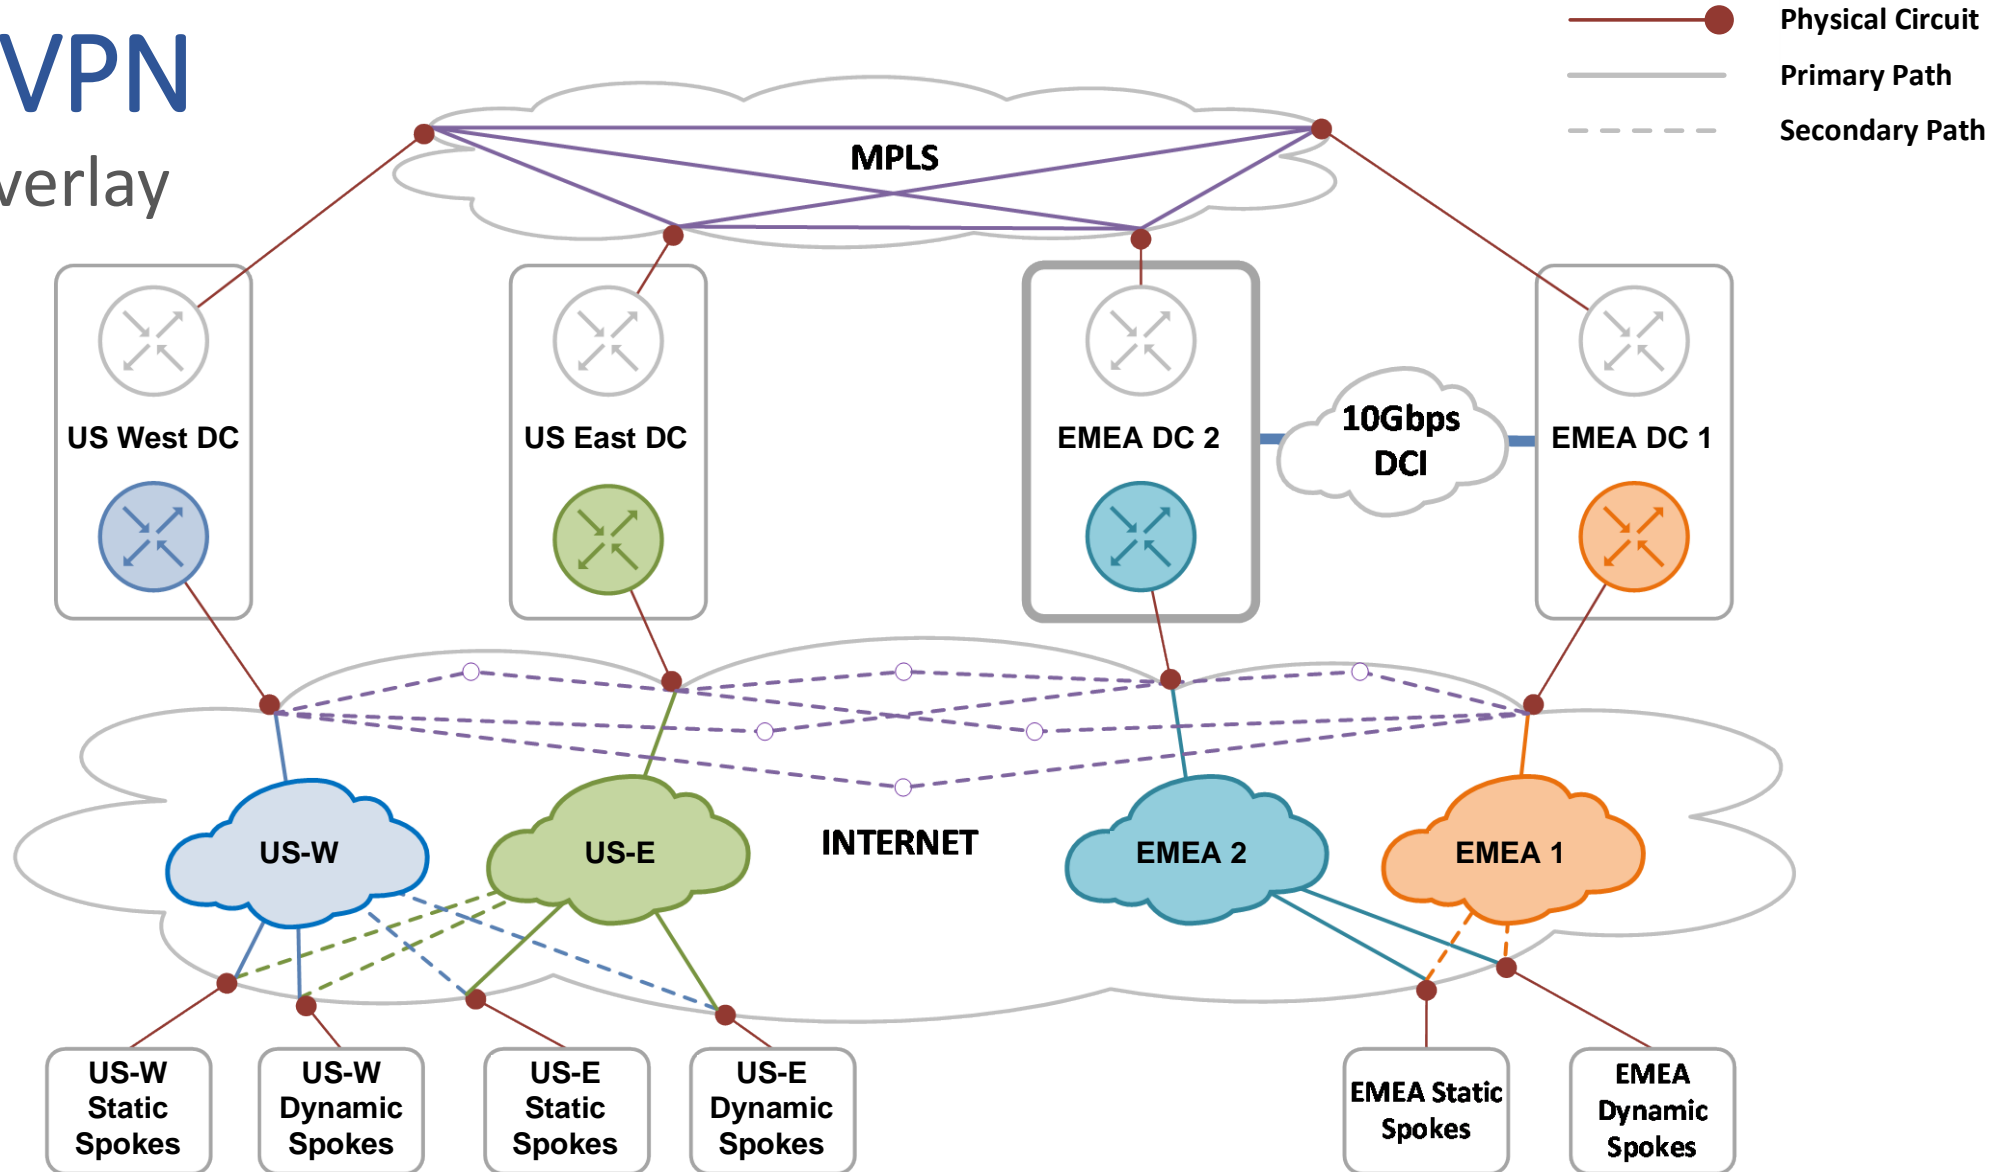 VPN
verlay
Physical Circuit
Primary Path
Secondary Path
MPLS
US West DC
US East DC
EMEA DC 2
10Gbps
DCI
EMEA DC 1
US-W
US-E
INTERNET
EMEA 2
EMEA 1
US-W
Static
Spokes
US-W
Dynamic
Spokes
US-E
Static
Spokes
US-E
Dynamic
Spokes
EMEA Static
Spokes
EMEA
Dynamic
Spokes